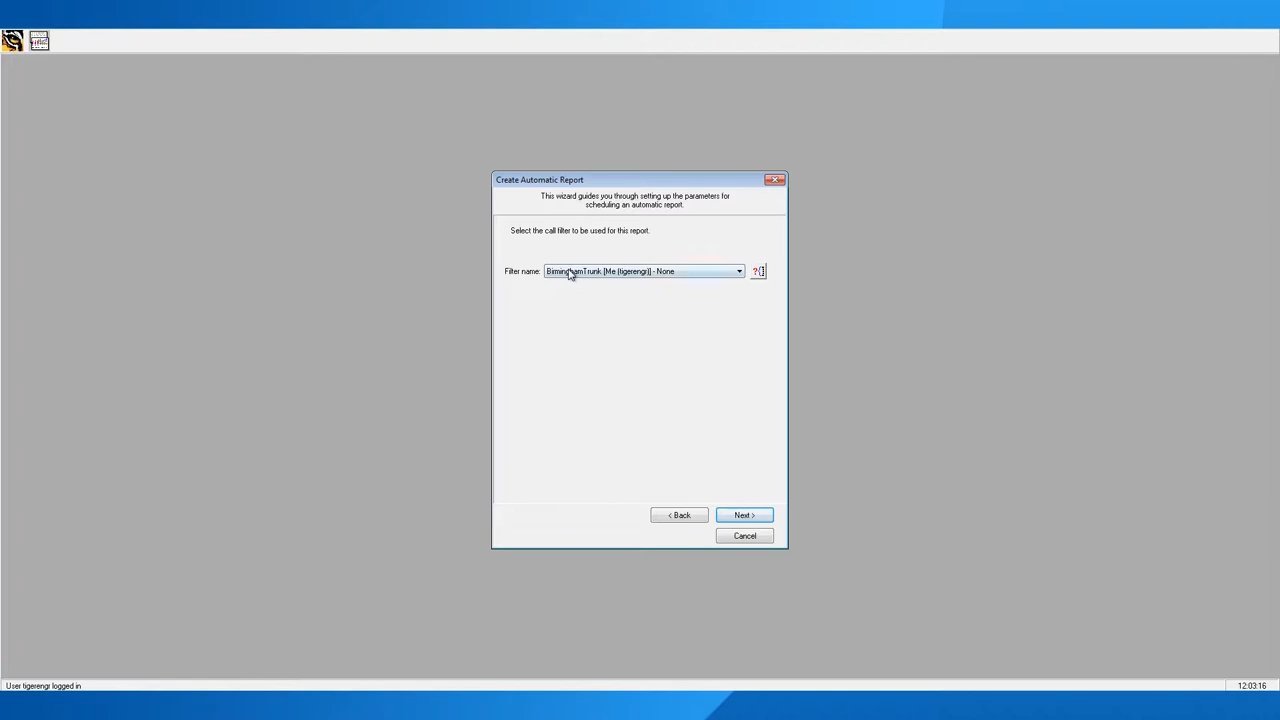 Create Automatic Report
This wizard guides you through setting up the parameters for
scheduling an automatic report.
Select the call filter to be used for this report.
Filter name: BirminghamTrunk [Me (tigerengr)] - None
?()
< Back Next >
Cancel
User tigerengr logged in 12:03:16